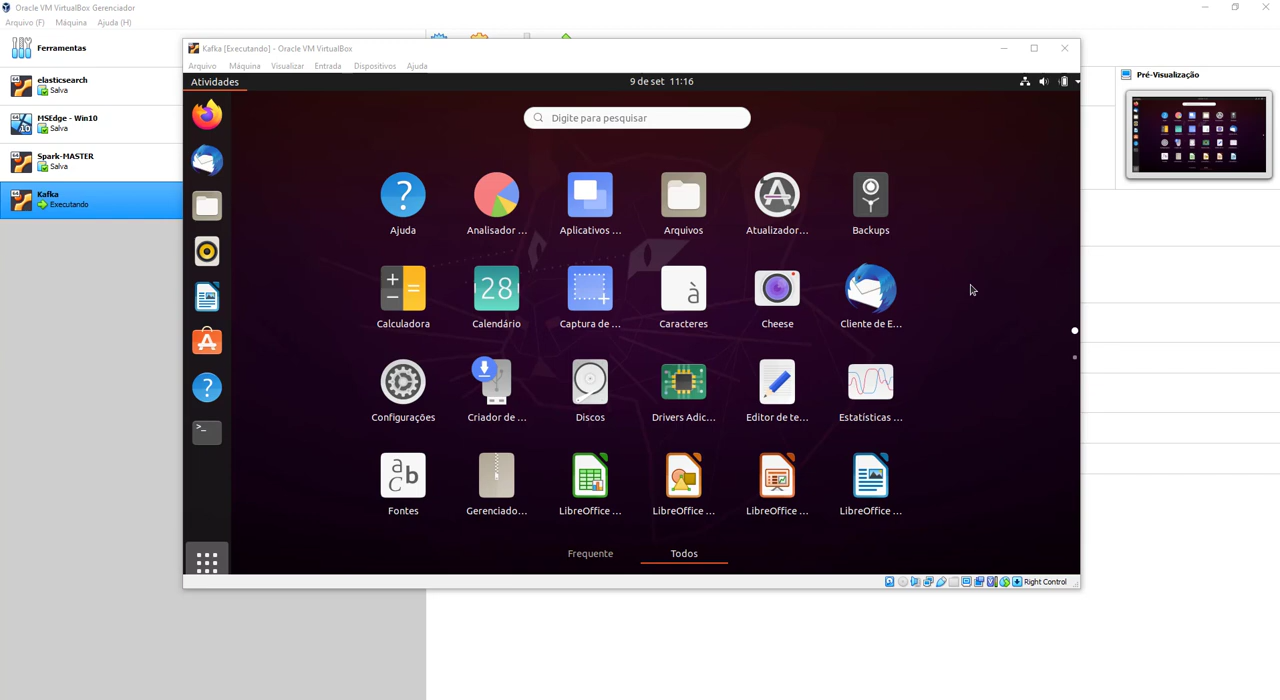 Oracle VM VirtualBox Gerenciador
Arquivo (F) Máquina Ajuda (H)
Ferramentas
elasticsearch
Salva
MSEdge - Win10
Salva
Spark-MASTER
Salva
Kafka
Executando
Kafka [Executando] - Oracle VM VirtualBox
Arquivo Máquina Visualizar Entrada Dispositivos Ajuda
Atividades
9 de set 11:16
Digite para pesquisar
Ajuda
Analisador ...
Aplicativos ...
Arquivos
Atualizador...
Backups
28
Calculadora
Calendário
Captura de ...
à
Caracteres
Cheese
Cliente de E...
Configurações
Criador de ...
Discos
Drivers Adic...
Editor de te...
Estatísticas ...
a b
C
Fontes
Gerenciado...
LibreOffice ...
LibreOffice ...
LibreOffice ...
LibreOffice ...
Frequente
Todos
Right Control
Pré-Visualização